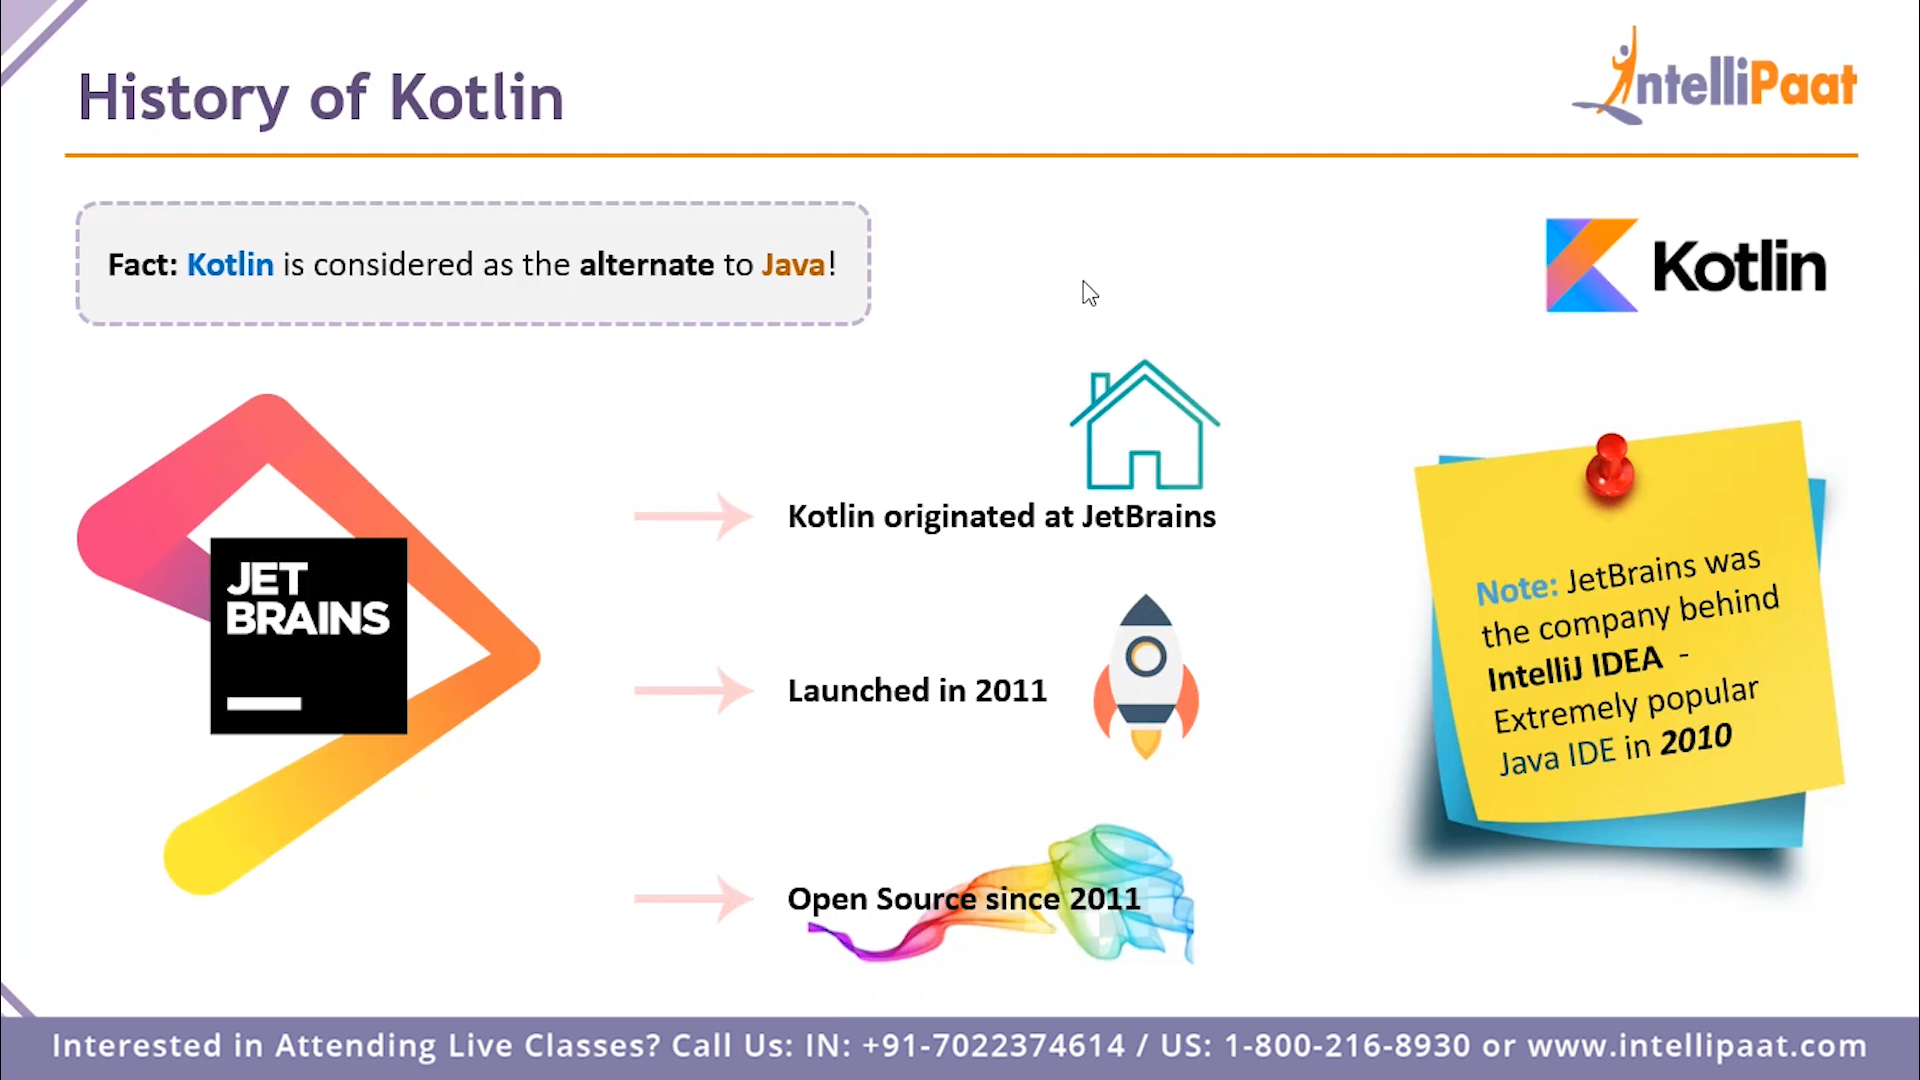 History of Kotlin
IntelliPaat
Fact: Kotlin is considered as the alternate to Java!
Kotlin
JET
BRAINS
Kotlin originated at JetBrains
Launched in 2011
Open Source since 2011
Note: JetBrains was
the company behind
IntelliJ IDEA -
Extremely popular
Java IDE in 2010
Interested in Attending Live Classes? Call Us: IN: +91-7022374614 / US: 1-800-216-8930 or www.intellipaat.com